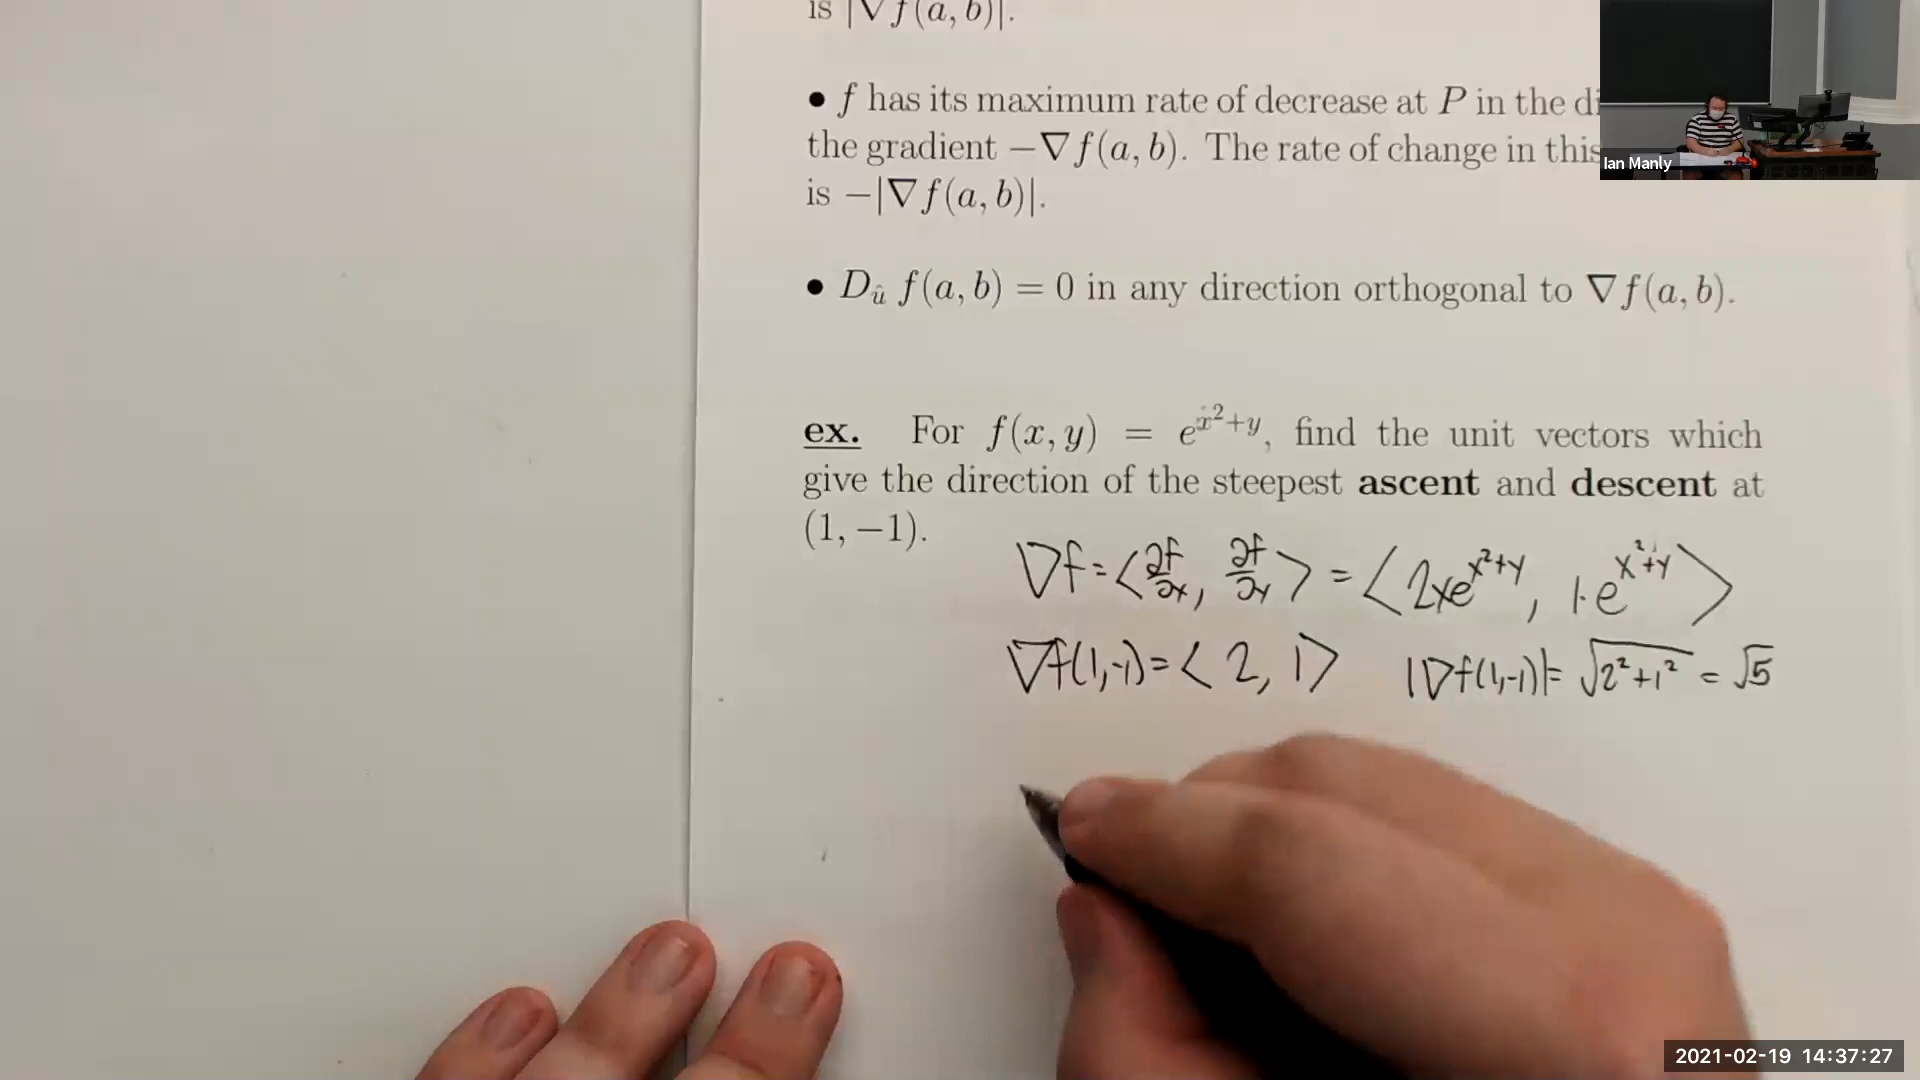 is |∇f(a, b)|.
• f has its maximum rate of decrease at P in the di
the gradient −∇f(a, b). The rate of change in this
is −|∇f(a, b)|.
• D_û f(a, b) = 0 in any direction orthogonal to ∇f(a, b).
ex. For f(x, y) = e^{x²+y}, find the unit vectors which
give the direction of the steepest ascent and descent at
(1, −1).
∇f = ⟨∂f/∂x, ∂f/∂y⟩ = ⟨2xe^{x²+y}, 1·e^{x²+y}⟩
∇f(1,-1) = ⟨2, 1⟩ |∇f(1,-1)| = √(2²+1²) = √5
Ian Manly
2021-02-19 14:37:27